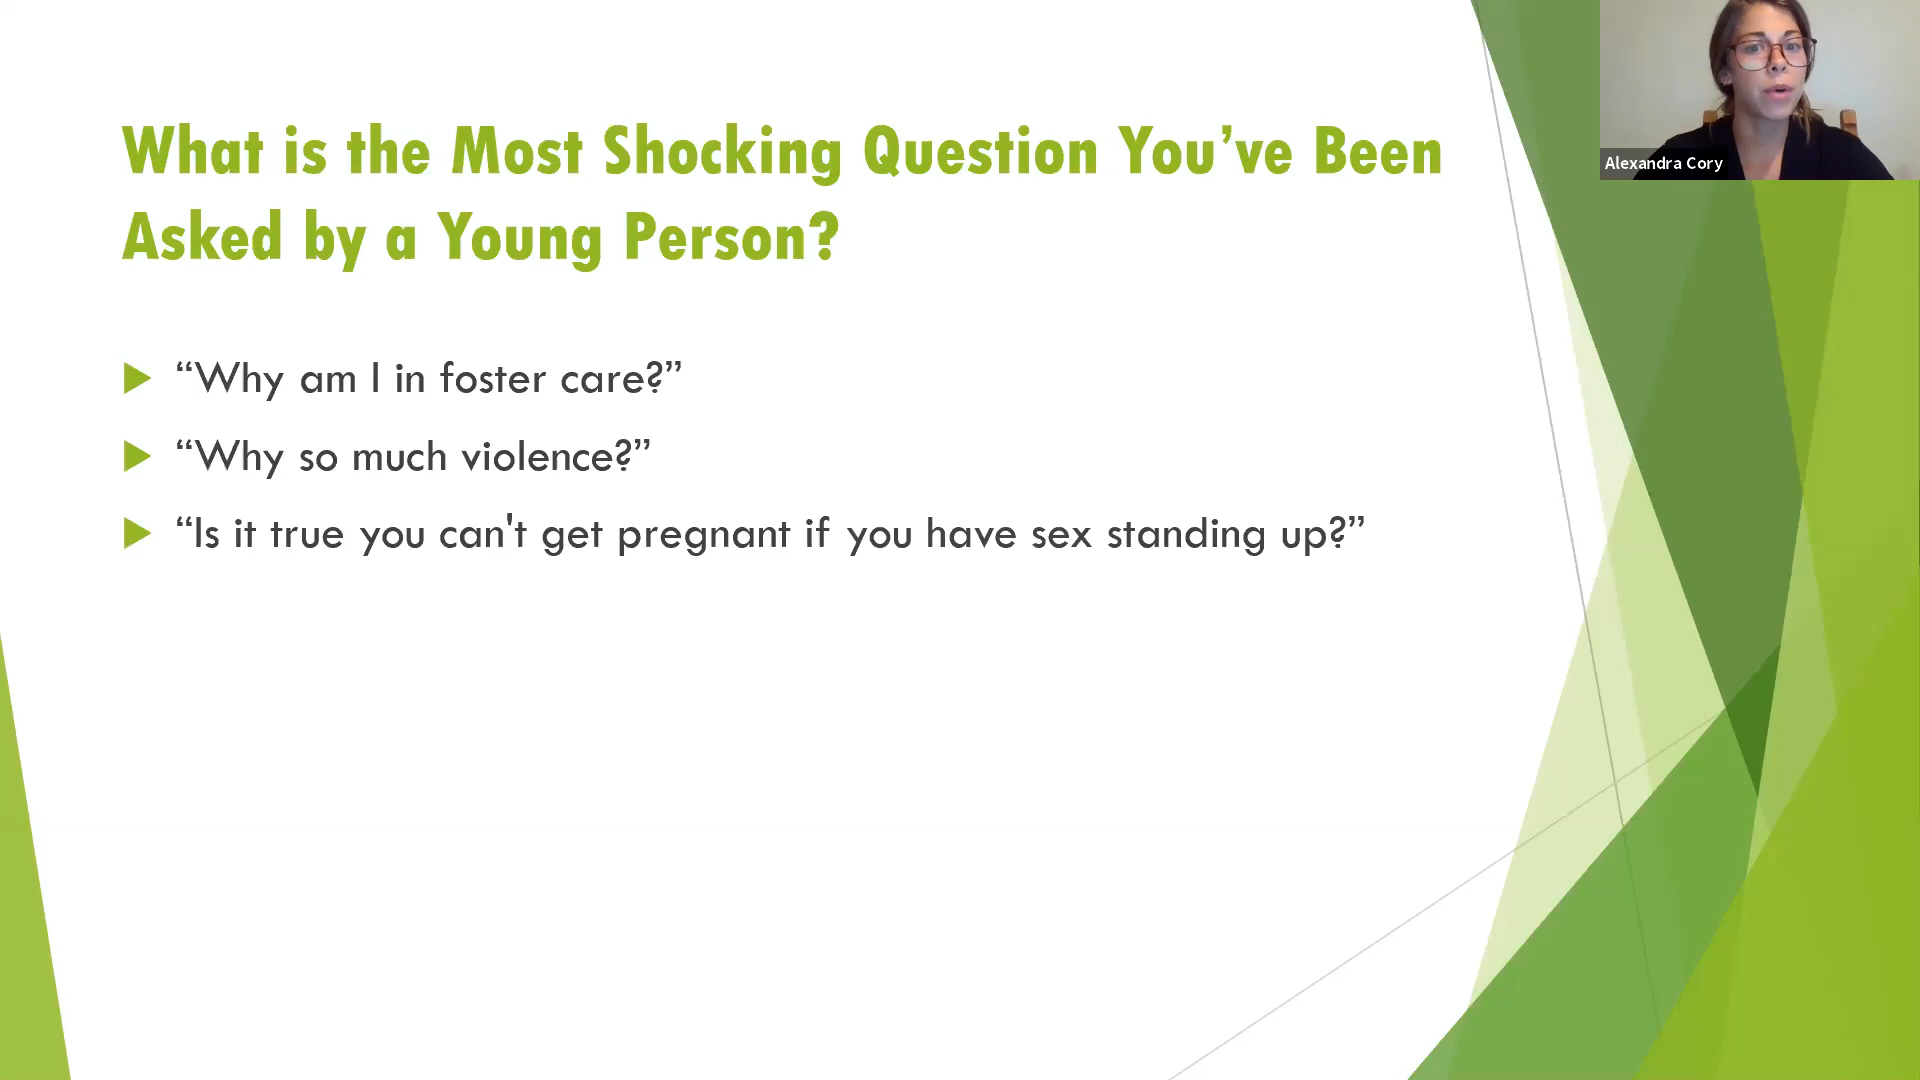 What is the Most Shocking Question You’ve Been
Asked by a Young Person?
“Why am I in foster care?”
“Why so much violence?”
“Is it true you can't get pregnant if you have sex standing up?”
Alexandra Cory